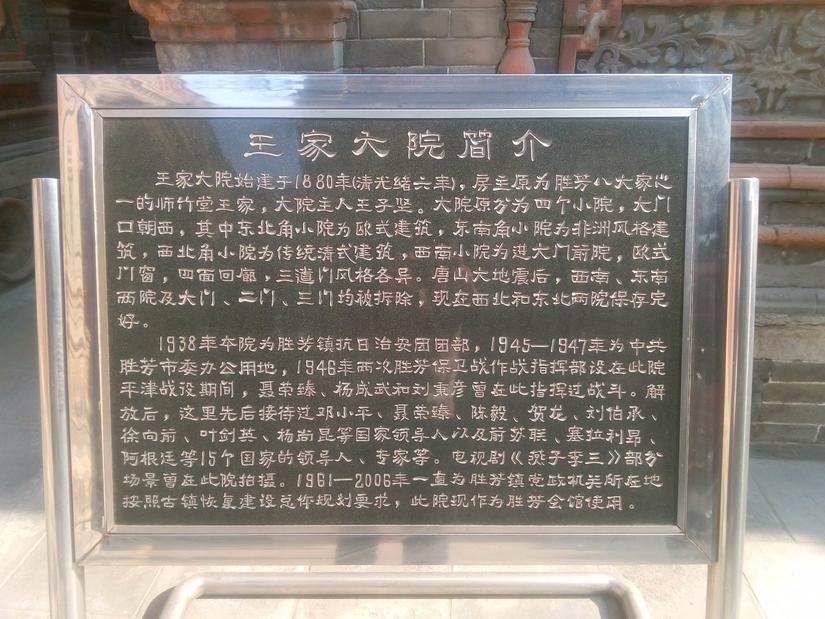 王家大院简介
王家大院始建于1880年(清光绪六年)，房主原为胜芳八大家之
一的师竹堂王家，大院主人王子坚。大院原分为四个小院，大门
口朝西，其中东北角小院为欧式建筑，东南角小院为非洲风格建
筑，西北角小院为传统清式建筑，西南小院为进大门前院，欧式
门窗，四面回廊，三道门风格各异。唐山大地震后，西南、东南
两院及大门、二门、三门均被拆除，现在西北和东北两院保存完
好。
1938年本院为胜芳镇抗日治安团团部，1945—1947年为中共
胜芳市委办公用地，1946年两次胜芳保卫战作战指挥部设在此院
平津战役期间，聂荣臻、杨成武和刘秉彦曾在此指挥过战斗。解
放后，这里先后接待过邓小平、聂荣臻、陈毅、贺龙、刘伯承、
徐向前、叶剑英、杨尚昆等国家领导人以及前苏联、塞拉利昂、
阿根廷等15个国家的领导人、专家等。电视剧《燕子李三》部分
场景曾在此院拍摄。1961—2006年一直为胜芳镇党政机关所在地
按照古镇恢复建设总体规划要求，此院现作为胜芳会馆使用。